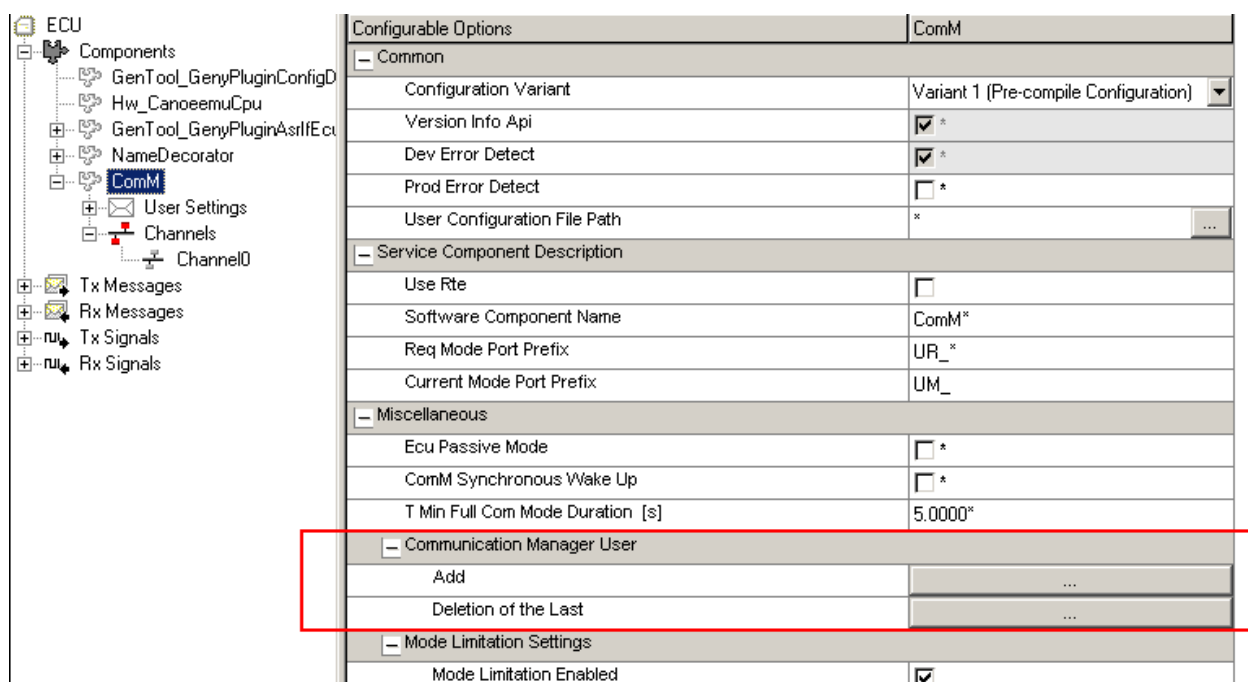 ECU
Components
GenTool_GenyPluginConfigD
Hw_CanoeemuCpu
GenTool_GenyPluginAsrIfEcu
NameDecorator
ComM
User Settings
Channels
Channel0
Tx Messages
Rx Messages
Tx Signals
Rx Signals
Configurable Options ComM
Common
Configuration Variant Variant 1 (Pre-compile Configuration)
Version Info Api *
Dev Error Detect *
Prod Error Detect *
User Configuration File Path * ...
Service Component Description
Use Rte
Software Component Name ComM*
Req Mode Port Prefix UR_*
Current Mode Port Prefix UM_
Miscellaneous
Ecu Passive Mode *
ComM Synchronous Wake Up *
T Min Full Com Mode Duration [s] 5.0000*
Communication Manager User
Add ...
Deletion of the Last ...
Mode Limitation Settings
Mode Limitation Enabled